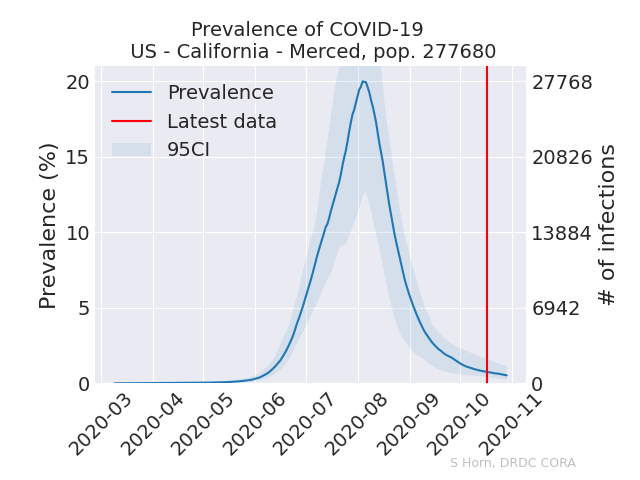 Prevalence of COVID-19
US - California - Merced, pop. 277680
Prevalence
Latest data
95CI
Prevalence (%)
20
15
10
5
0
27768
20826
13884
6942
0
# of infections
2020-03
2020-04
2020-05
2020-06
2020-07
2020-08
2020-09
2020-10
2020-11
S Horn, DRDC CORA